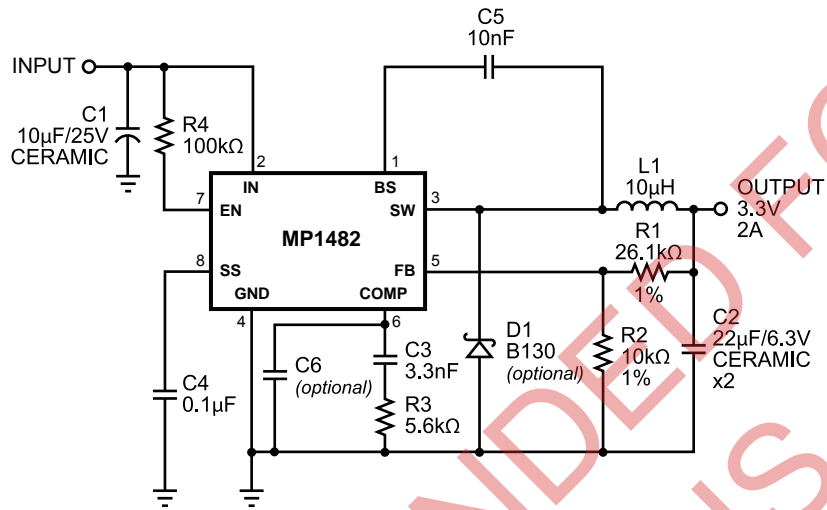 C5
10nF
INPUT
C1
10µF/25V
CERAMIC
R4
100kΩ
2
1
IN
BS
L1
10µH
OUTPUT
3.3V
2A
7
EN
SW
3
MP1482
R1
26.1kΩ
1%
8
SS
FB
5
GND
COMP
4
6
C4
0.1µF
C6
(optional)
C3
3.3nF
R3
5.6kΩ
D1
B130
(optional)
R2
10kΩ
1%
C2
22µF/6.3V
CERAMIC
x2